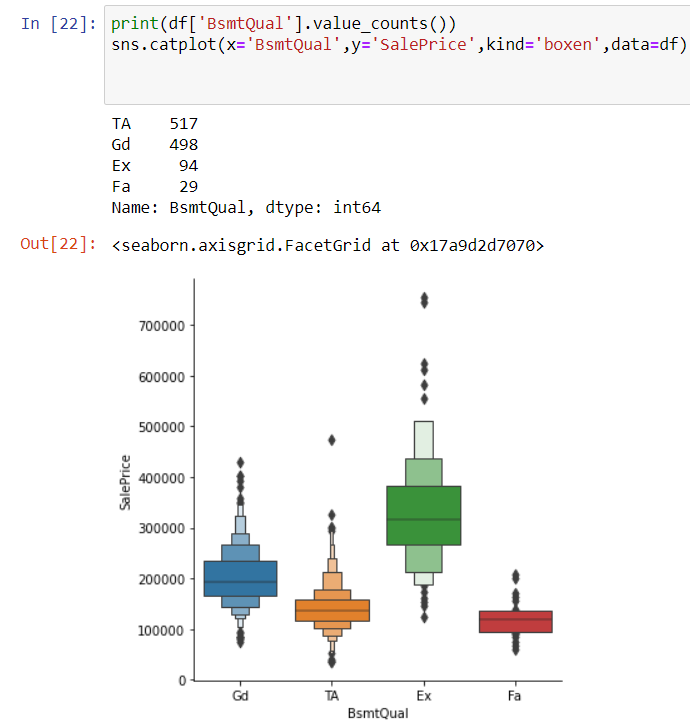 In [22]: print(df['BsmtQual'].value_counts())
sns.catplot(x='BsmtQual',y='SalePrice',kind='boxen',data=df)
TA 517
Gd 498
Ex 94
Fa 29
Name: BsmtQual, dtype: int64
Out[22]: <seaborn.axisgrid.FacetGrid at 0x17a9d2d7070>
700000
600000
500000
400000
300000
200000
100000
0
SalePrice
Gd TA Ex Fa
BsmtQual